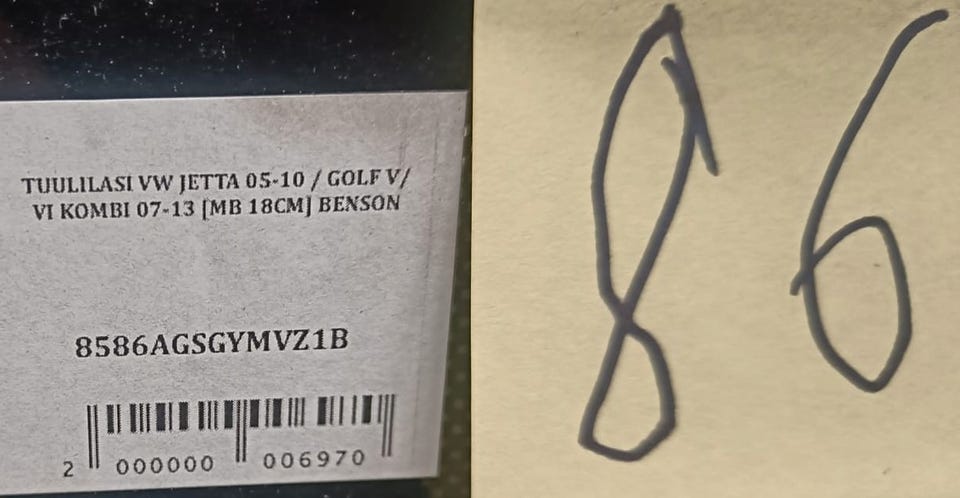 TUULILASI VW JETTA 05-10 / GOLF V/
VI KOMBI 07-13 [MB 18CM] BENSON
8586AGSGYMVZ1B
2 000000 006970
86